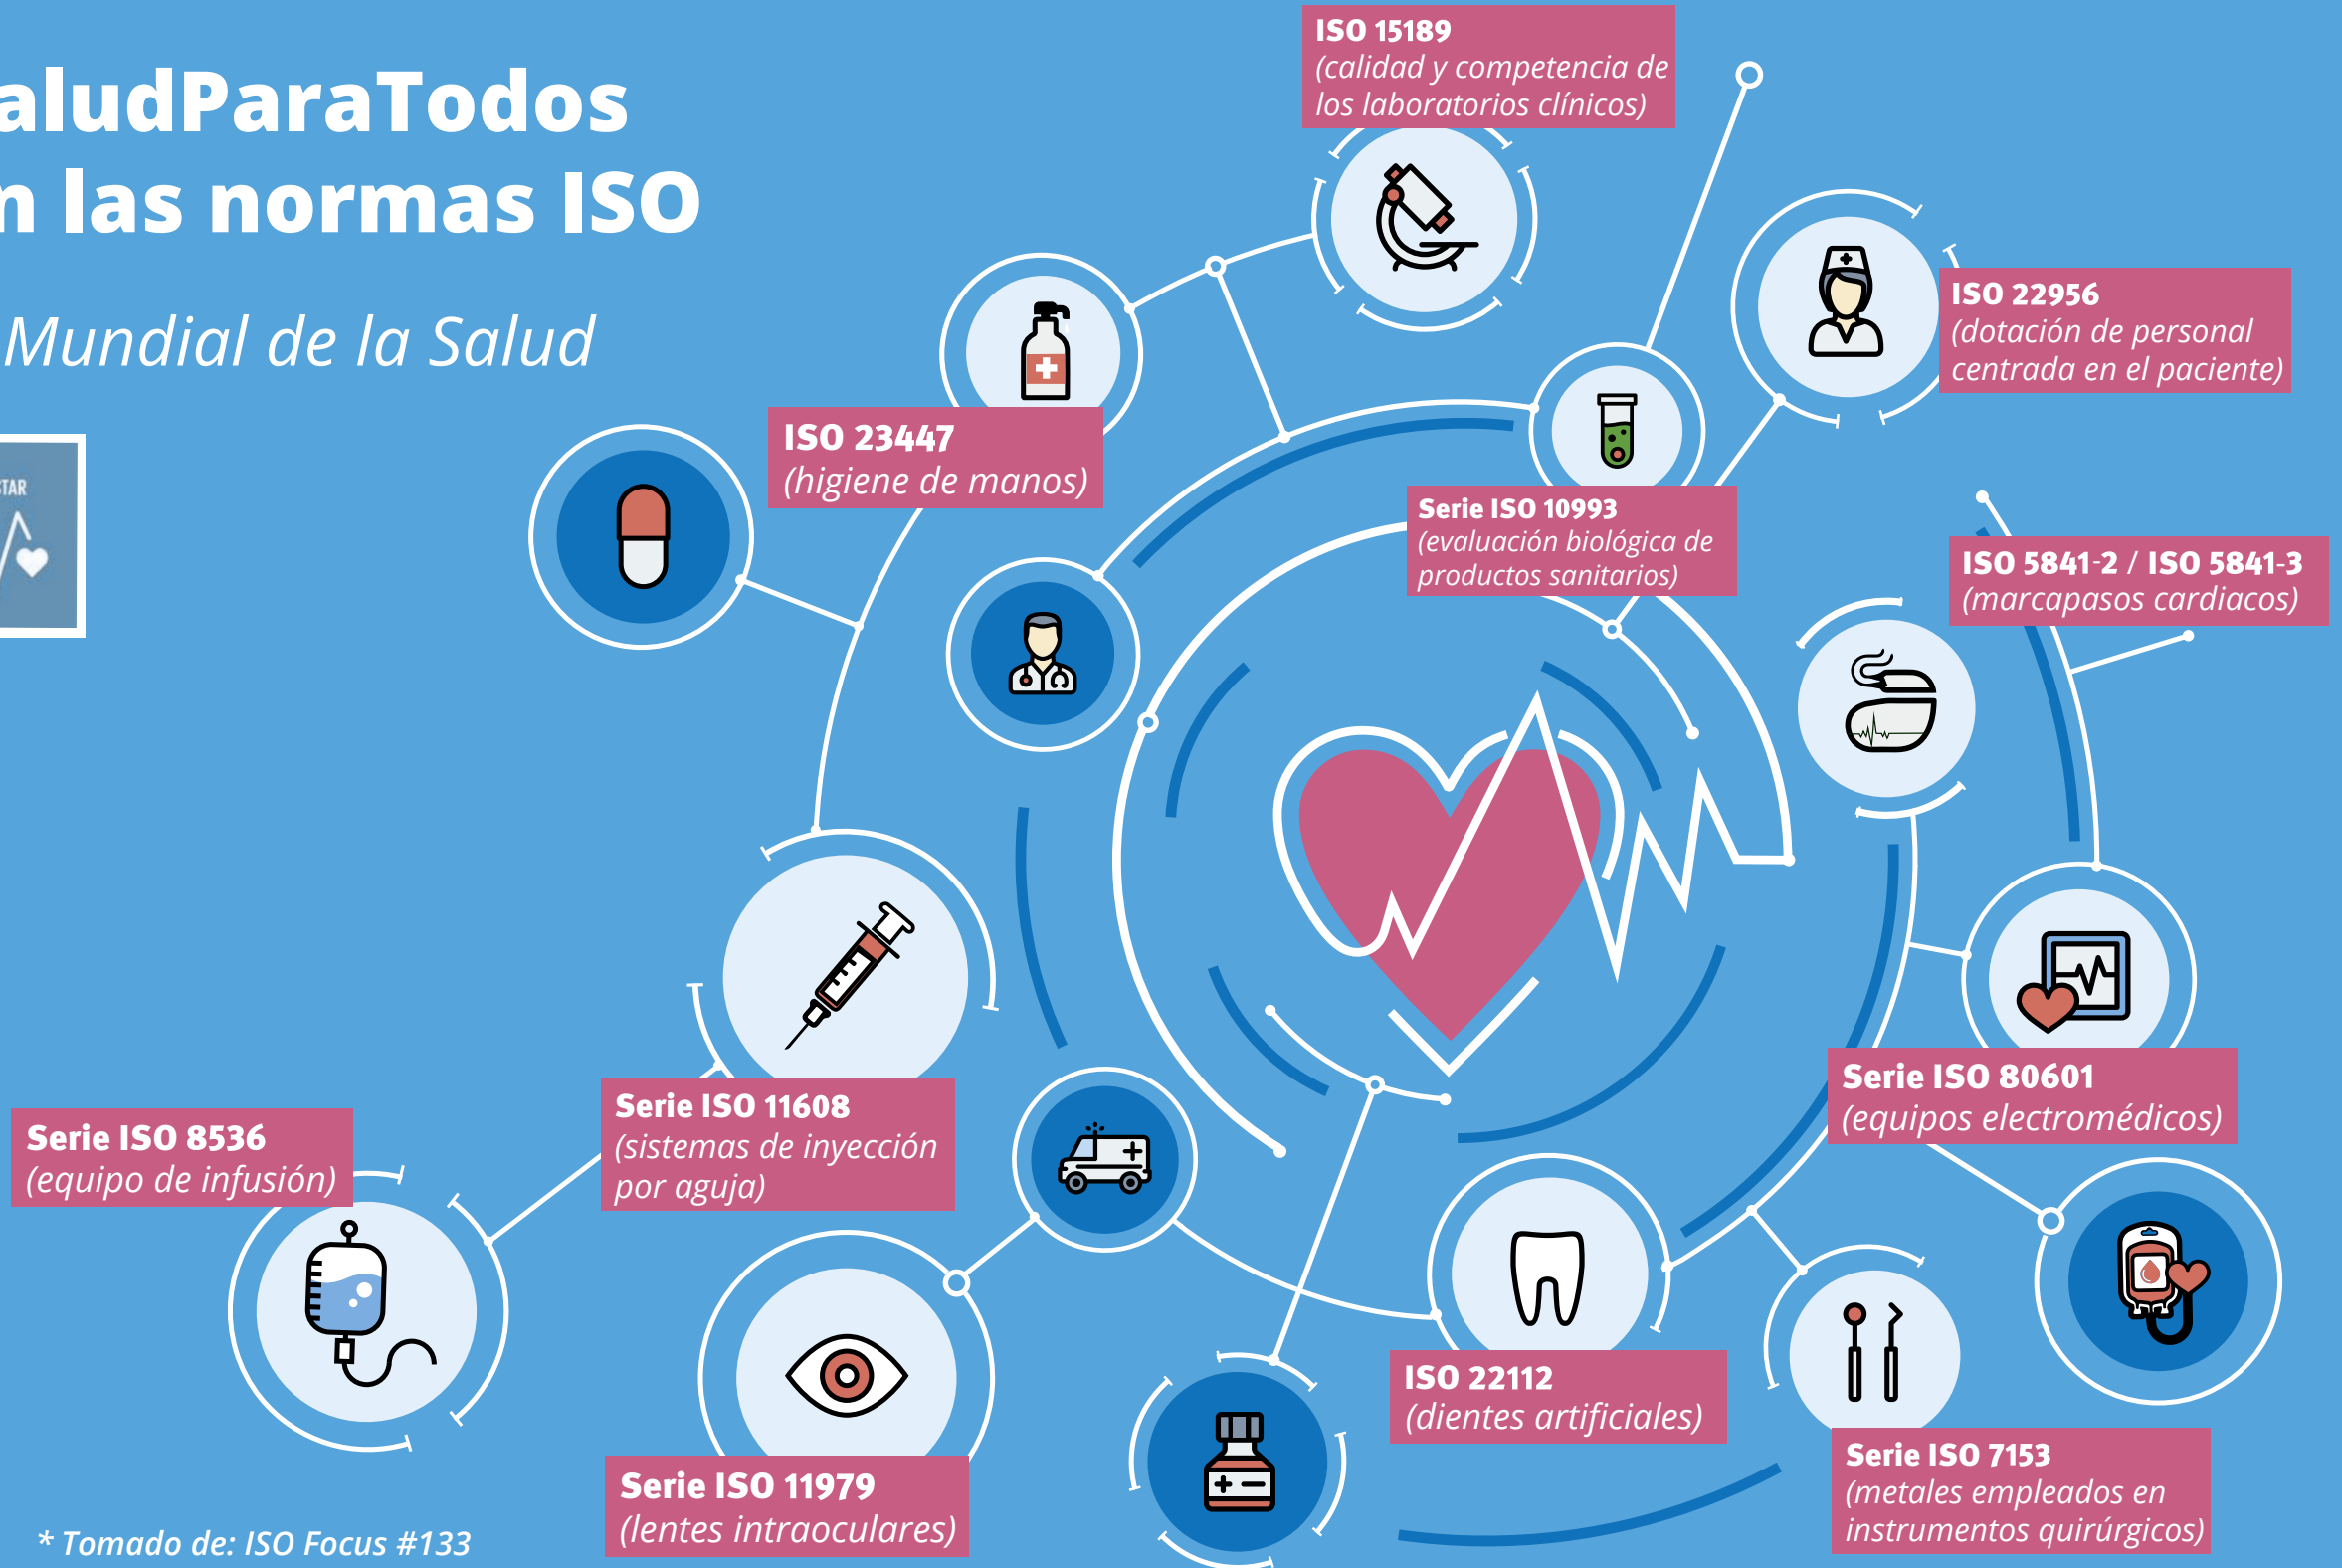 aludParaTodos
n las normas ISO
Mundial de la Salud
STAR
ISO 15189
(calidad y competencia de
los laboratorios clínicos)
ISO 22956
(dotación de personal
centrada en el paciente)
ISO 23447
(higiene de manos)
Serie ISO 10993
(evaluación biológica de
productos sanitarios)
ISO 5841-2 / ISO 5841-3
(marcapasos cardiacos)
Serie ISO 80601
(equipos electromédicos)
Serie ISO 11608
(sistemas de inyección
por aguja)
Serie ISO 8536
(equipo de infusión)
ISO 22112
(dientes artificiales)
Serie ISO 7153
(metales empleados en
instrumentos quirúrgicos)
Serie ISO 11979
(lentes intraoculares)
* Tomado de: ISO Focus #133